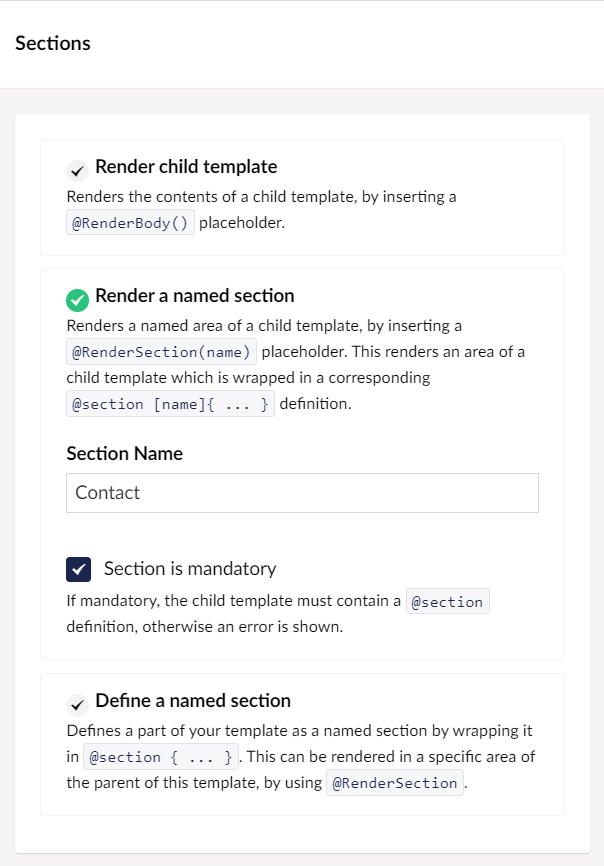 Sections
Render child template
Renders the contents of a child template, by inserting a
@RenderBody() placeholder.
Render a named section
Renders a named area of a child template, by inserting a
@RenderSection(name) placeholder. This renders an area of a
child template which is wrapped in a corresponding
@section [name]{ ... } definition.
Section Name
Contact
Section is mandatory
If mandatory, the child template must contain a @section
definition, otherwise an error is shown.
Define a named section
Defines a part of your template as a named section by wrapping it
in @section { ... }. This can be rendered in a specific area of
the parent of this template, by using @RenderSection.